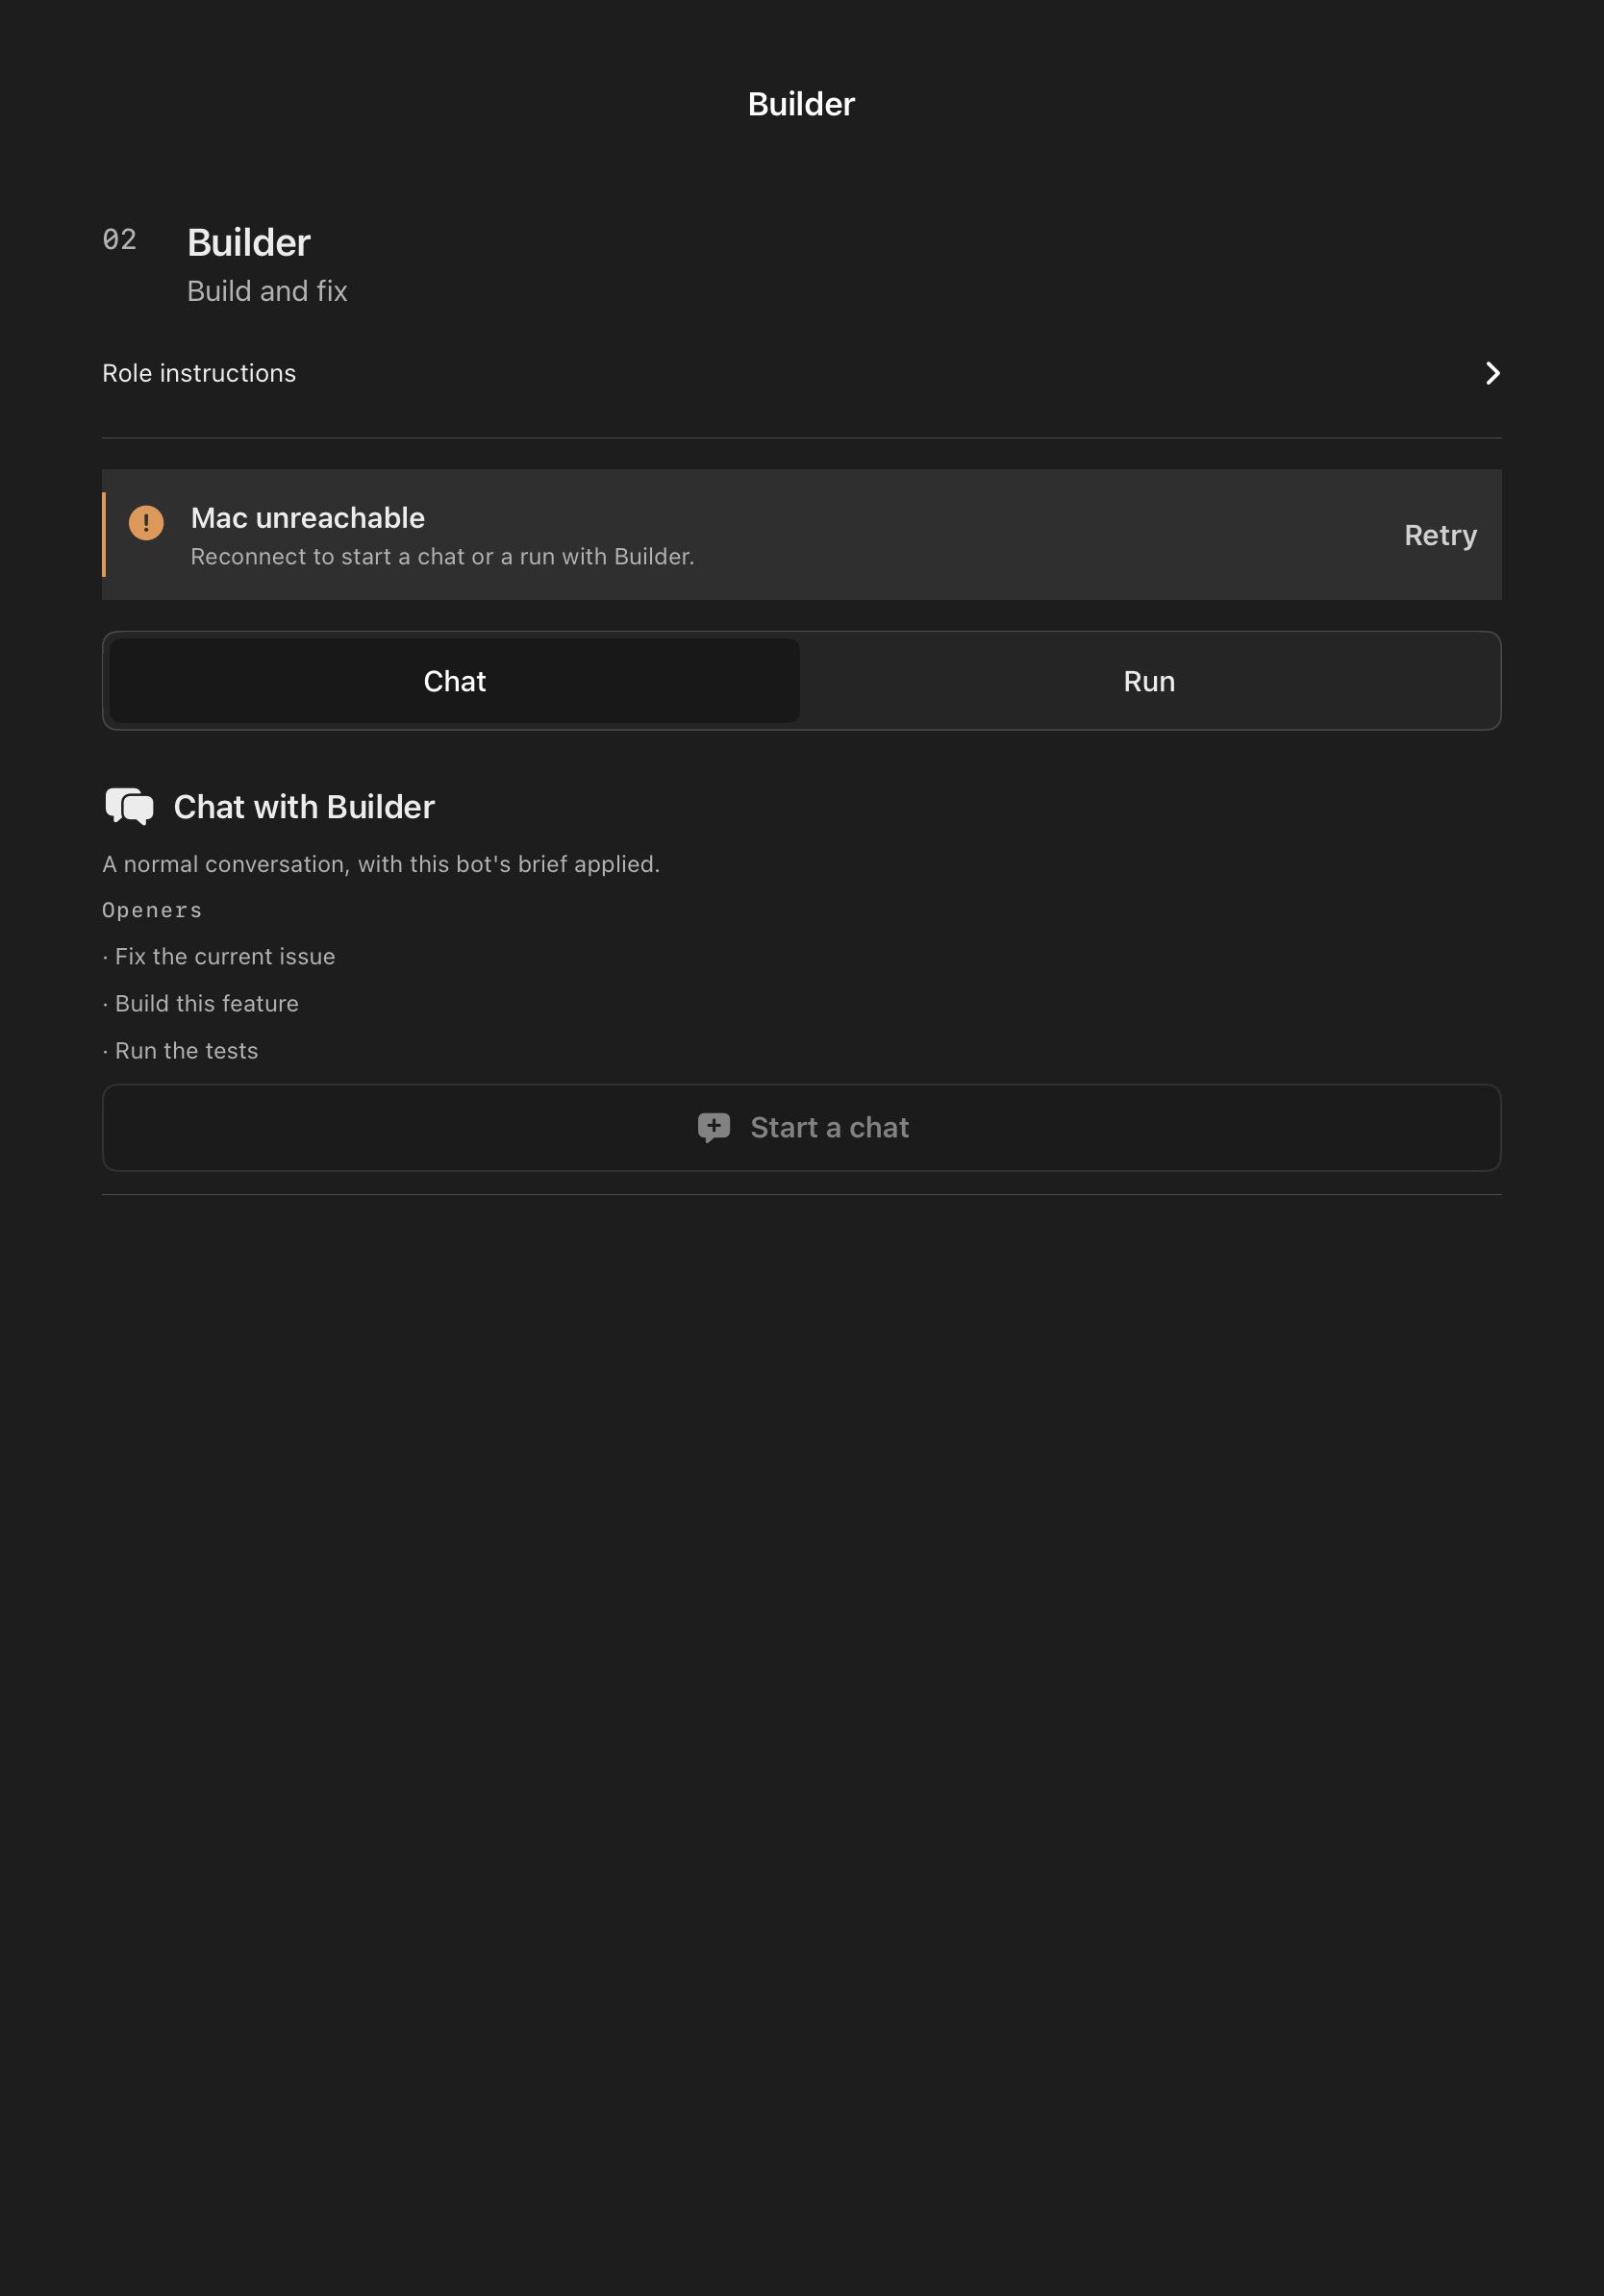 Builder
02
Builder
Build and fix
Role instructions
Mac unreachable
Reconnect to start a chat or a run with Builder.
Retry
Chat
Run
Chat with Builder
A normal conversation, with this bot's brief applied.
Openers
· Fix the current issue
· Build this feature
· Run the tests
Start a chat